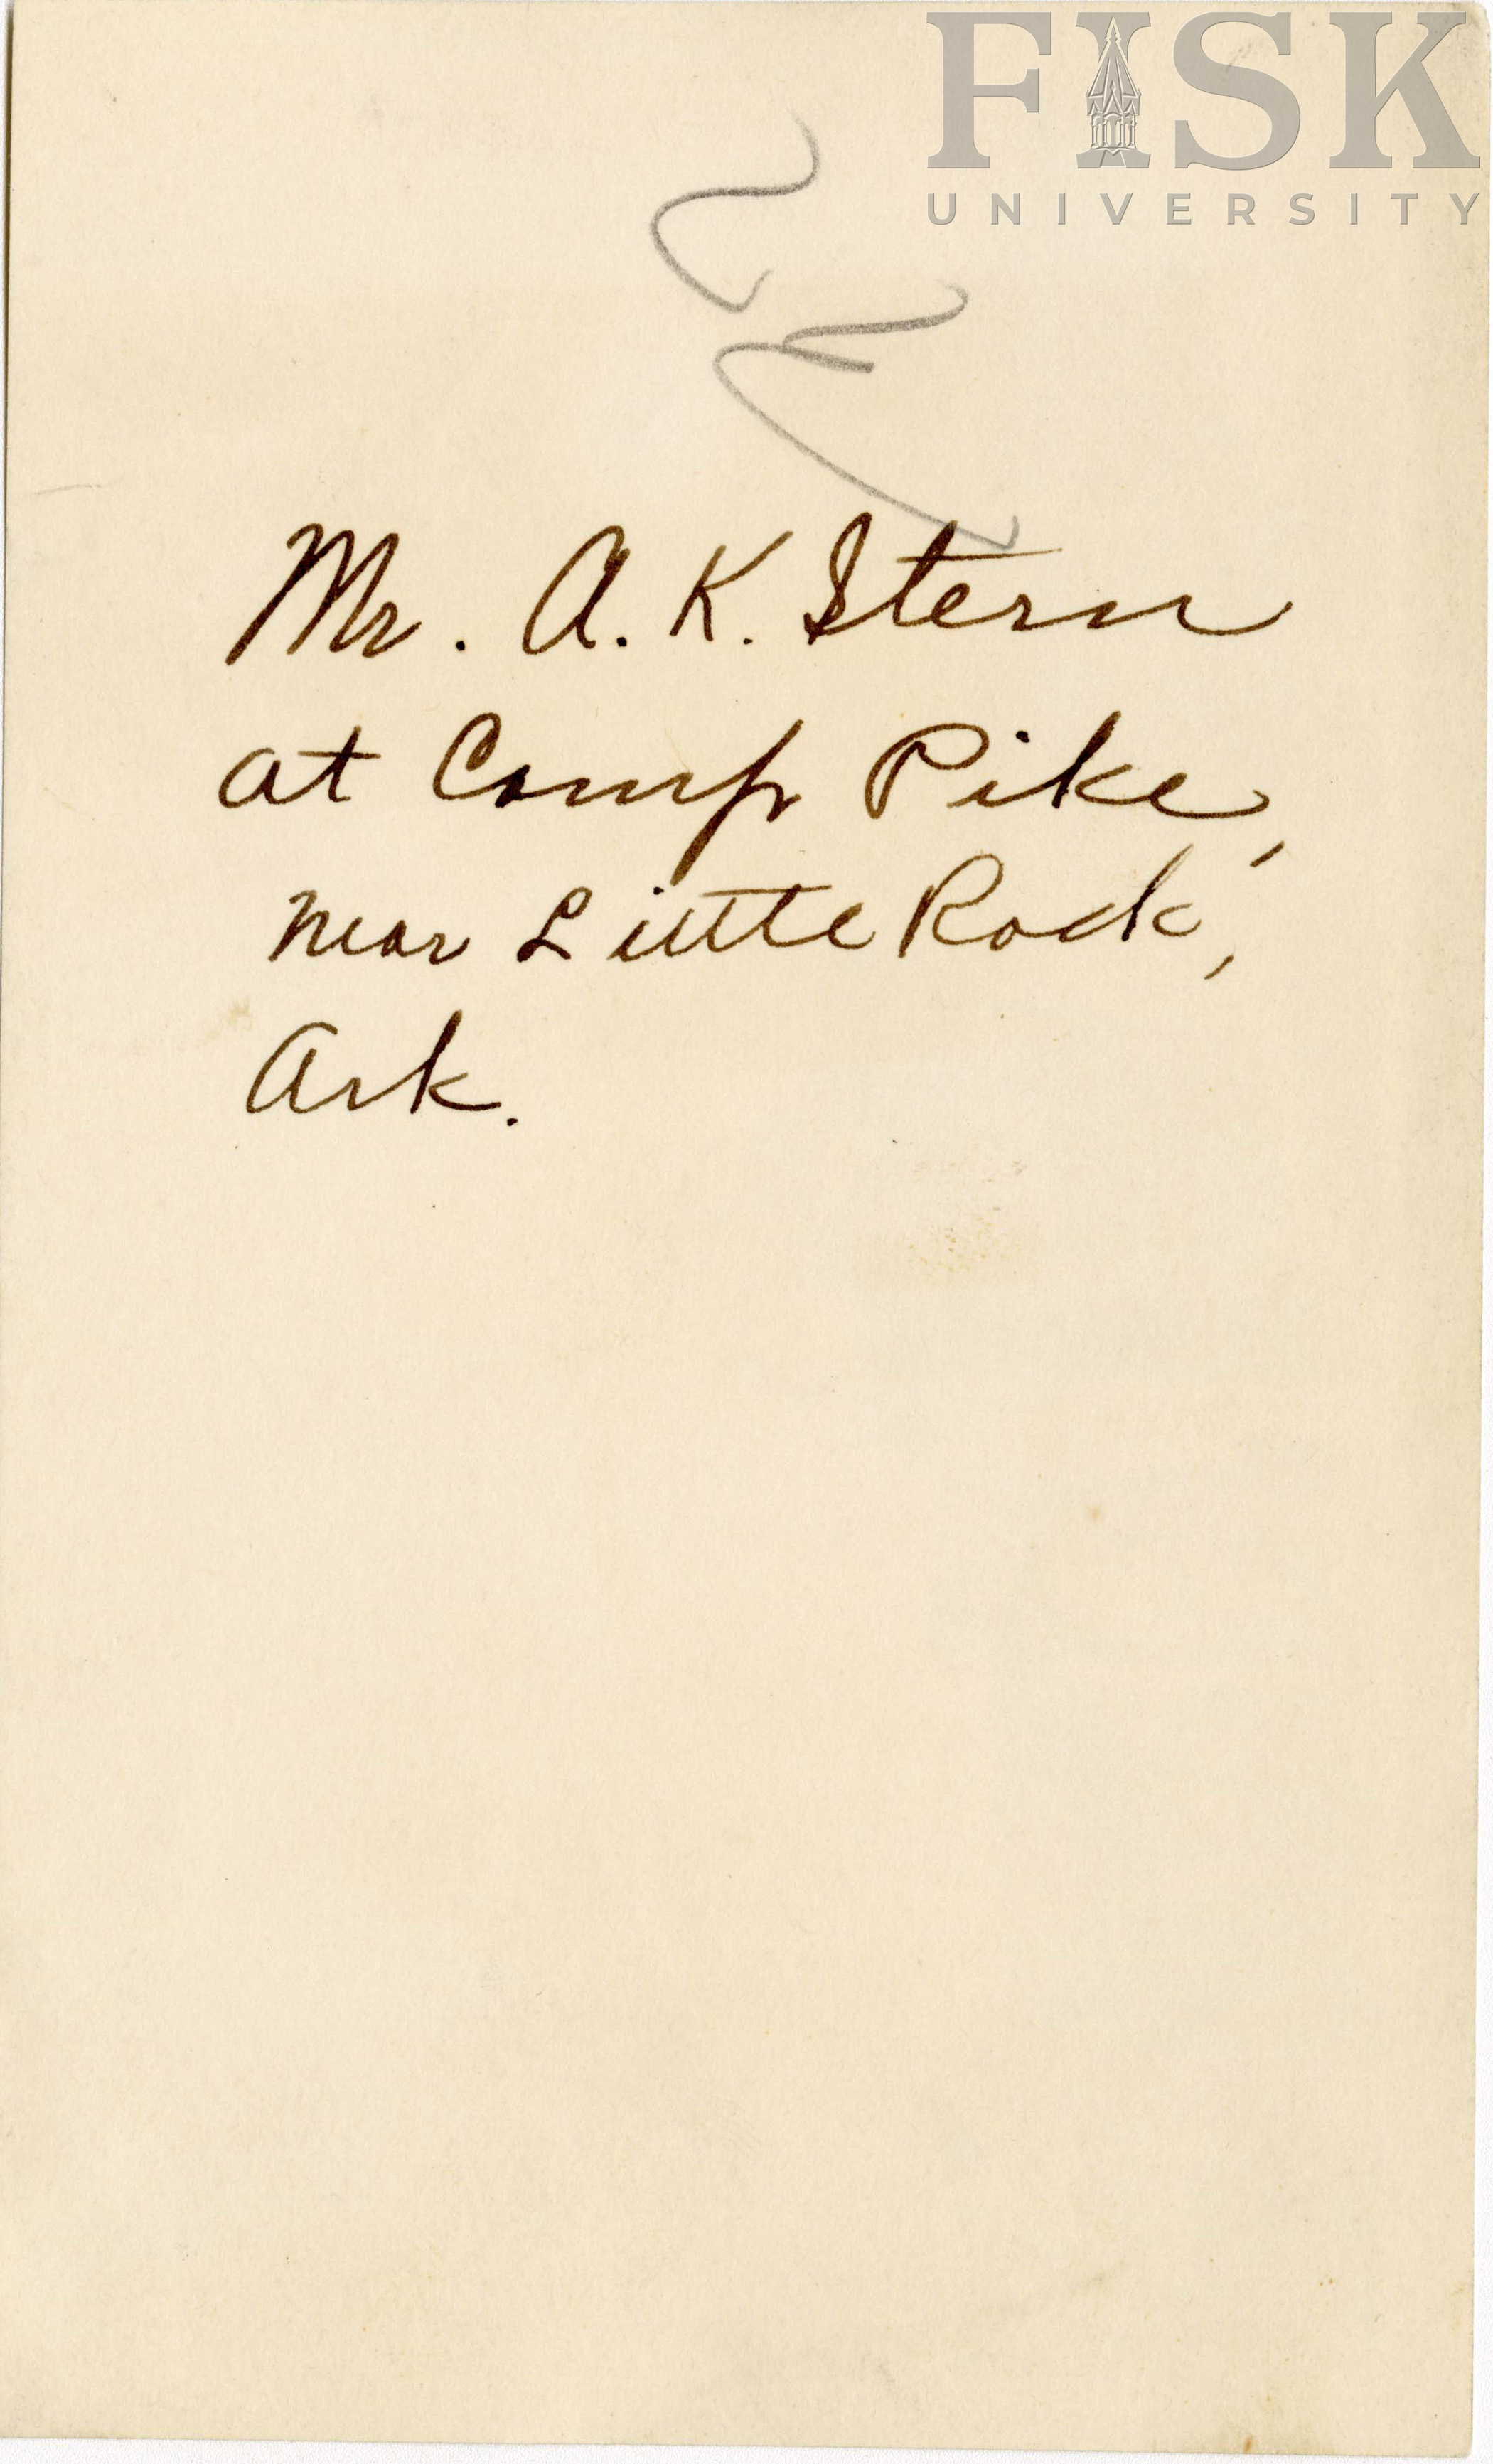 FISK
UNIVERSITY
Mr. A. K. Stern
at Camp Pike,
near Little Rock,
Ark.